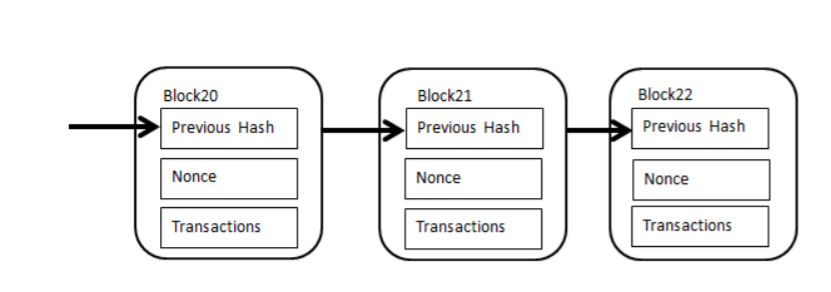 Block20
Previous Hash
Nonce
Transactions
Block21
Previous Hash
Nonce
Transactions
Block22
Previous Hash
Nonce
Transactions